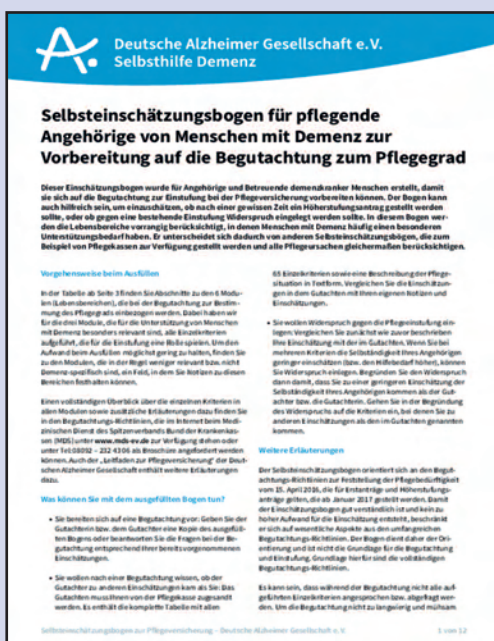 Deutsche Alzheimer Gesellschaft e.V.
Selbsthilfe Demenz
Selbsteinschätzungsbogen für pflegende
Angehörige von Menschen mit Demenz zur
Vorbereitung auf die Begutachtung zum Pflegegrad
Dieser Einschätzungsbogen wurde für Angehörige und Betreuende demenzkranker Menschen erstellt, damit
sie sich auf die Begutachtung zur Einstufung bei der Pflegeversicherung vorbereiten können. Der Bogen kann
auch hilfreich sein, um einzuschätzen, ob nach einer gewissen Zeit ein Höherstufungsantrag gestellt werden
sollte, oder ob gegen eine bestehende Einstufung Widerspruch eingelegt werden sollte. In diesem Bogen wer-
den die Lebensbereiche vorrangig berücksichtigt, in denen Menschen mit Demenz häufig einen besonderen
Unterstützungsbedarf haben. Er unterscheidet sich dadurch von anderen Selbsteinschätzungsbögen, die zum
Beispiel von Pflegekassen zur Verfügung gestellt werden und alle Pflegeursachen gleichermaßen berücksichtigen.
Vorgehensweise beim Ausfüllen
In der Tabelle ab Seite 3 finden Sie Abschnitte zu den 6 Modu-
len (Lebensbereichen), die bei der Begutachtung zur Bestim-
mung des Pflegegrads einbezogen werden. Dabei haben wir
für die drei Module, die für die Unterstützung von Menschen
mit Demenz besonders relevant sind, alle Einzelkriterien
aufgeführt, die für die Einstufung eine Rolle spielen. Um den
Aufwand beim Ausfüllen möglichst gering zu halten, finden Sie
zu den Modulen, die in der Regel weniger relevant bzw. nicht
Demenz-spezifisch sind, ein Feld, in dem Sie Notizen zu diesen
Bereichen festhalten können.
Einen vollständigen Überblick über die einzelnen Kriterien in
allen Modulen sowie zusätzliche Erläuterungen dazu finden Sie
in den Begutachtungs-Richtlinien, die im Internet beim Medi-
zinischen Dienst des Spitzenverbands Bund der Krankenkas-
sen (MDS) unter www.mds-ev.de zur Verfügung stehen oder
unter Tel: 08092 – 232 4306 als Broschüre angefordert werden
können. Auch der „Leitfaden zur Pflegeversicherung“ der Deut-
schen Alzheimer Gesellschaft enthält weitere Erläuterungen
dazu.
Was können Sie mit dem ausgefüllten Bogen tun?
• Sie bereiten sich auf eine Begutachtung vor: Geben Sie der
Gutachterin bzw. dem Gutachter eine Kopie des ausgefüll-
ten Bogens oder beantworten Sie die Fragen bei der Be-
gutachtung entsprechend Ihrer bereits vorgenommenen
Einschätzungen.
• Sie wollen nach einer Begutachtung wissen, ob der
Gutachter zu anderen Einschätzungen kam als Sie: Das
Gutachten muss Ihnen von der Pflegekasse zugesandt
werden. Es enthält die komplette Tabelle mit allen
65 Einzelkriterien sowie eine Beschreibung der Pflege-
situation in Textform. Vergleichen Sie die Einschätzun-
gen in dem Gutachten mit Ihren eigenen Notizen und
Einschätzungen.
• Sie wollen Widerspruch gegen die Pflegeeinstufung ein-
legen: Vergleichen Sie zunächst wie zuvor beschrieben
Ihre Einschätzung mit der im Gutachten. Wenn Sie bei
mehreren Kriterien die Selbständigkeit Ihres Angehörigen
geringer einschätzen (bzw. den Hilfebedarf höher), können
Sie Widerspruch einlegen. Begründen Sie den Widerspruch
dann damit, dass Sie zu einer geringeren Einschätzung der
Selbständigkeit Ihres Angehörigen kommen als der Gut-
achter bzw. die Gutachterin. Gehen Sie in der Begründung
des Widerspruchs auf die Kriterien ein, bei denen Sie zu
anderen Einschätzungen als den im Gutachten genannten
kommen.
Weitere Erläuterungen
Der Selbsteinschätzungsbogen orientiert sich an den Begut-
achtungs-Richtlinien zur Feststellung der Pflegebedürftigkeit
vom 15. April 2016, die für Erstanträge und Höherstufungs-
anträge gelten, die ab Januar 2017 gestellt werden. Damit
der Einschätzungsbogen gut verständlich ist und kein zu
hoher Aufwand für die Einschätzung entsteht, beschränkt
er sich auf wesentliche Aspekte aus den umfangreichen
Begutachtungs-Richtlinien. Der Bogen dient daher der Ori-
entierung und ist nicht die Grundlage für die Begutachtung
und Einstufung. Grundlage hierfür sind die vollständigen
Begutachtungs-Richtlinien.
Es kann sein, dass während der Begutachtung nicht alle auf-
geführten Einzelkriterien angesprochen bzw. abgefragt wer-
den. Um die Begutachtung nicht zu langwierig und mühsam
Selbsteinschätzungsbogen zur Pflegeversicherung – Deutsche Alzheimer Gesellschaft e.V.
1 von 12